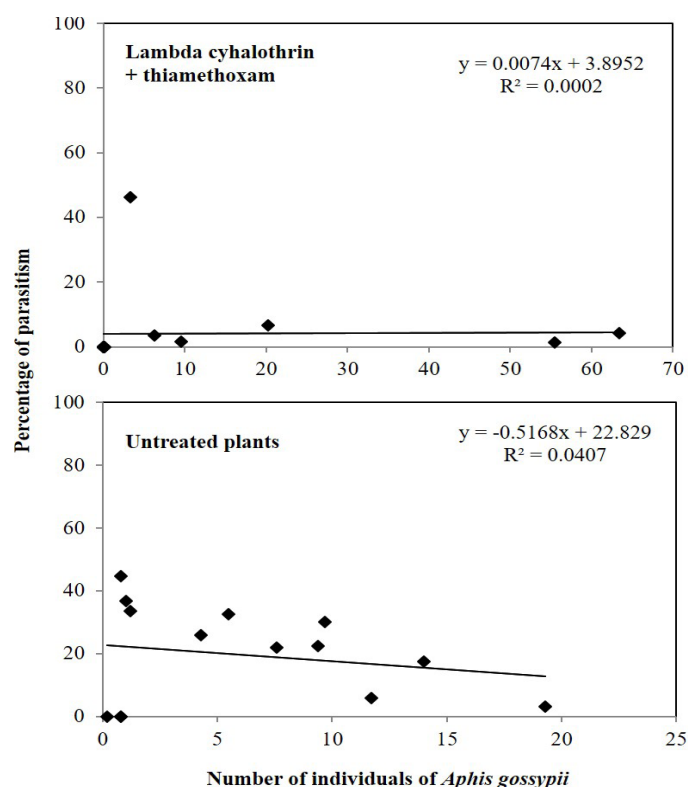 100
80
60
40
20
0
Lambda cyhalothrin
+ thiamethoxam
y = 0.0074x + 3.8952
R² = 0.0002
0 10 20 30 40 50 60 70
Percentage of parasitism
100
80
60
40
20
0
Untreated plants
y = -0.5168x + 22.829
R² = 0.0407
0 5 10 15 20 25
Number of individuals of Aphis gossypii